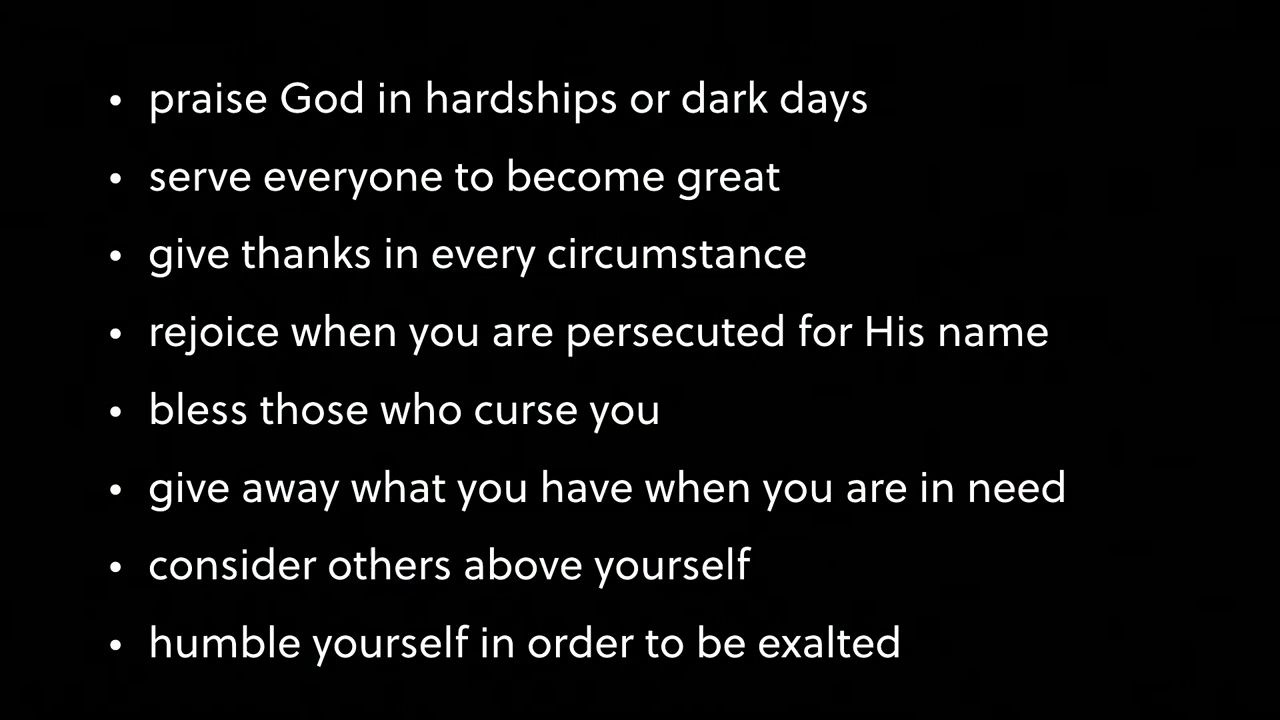 • praise God in hardships or dark days
• serve everyone to become great
• give thanks in every circumstance
• rejoice when you are persecuted for His name
• bless those who curse you
• give away what you have when you are in need
• consider others above yourself
• humble yourself in order to be exalted